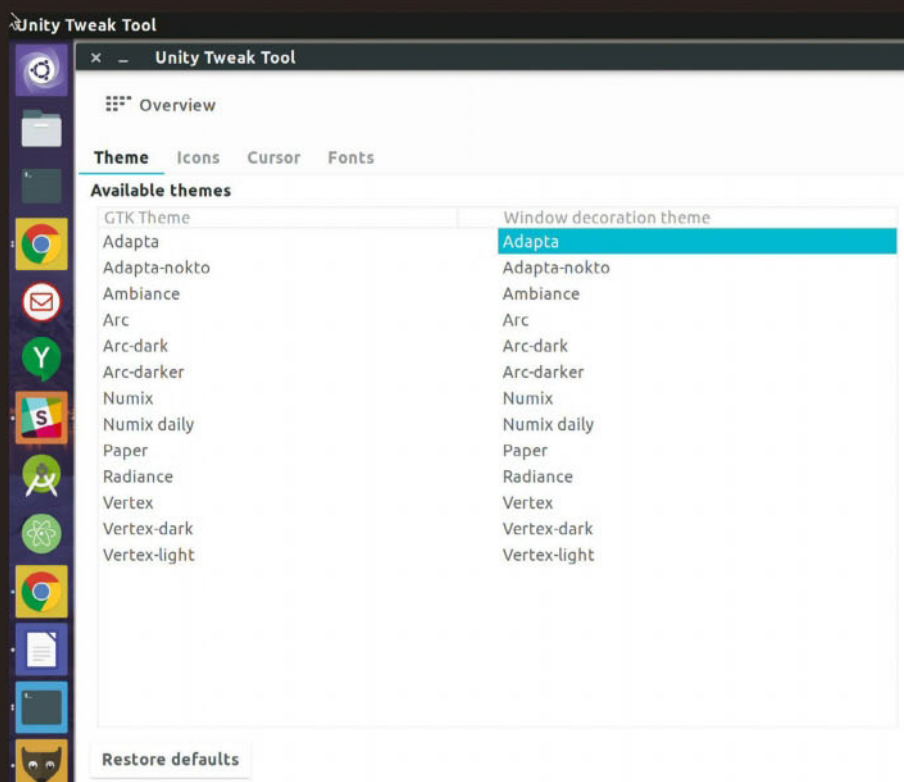 Unity Tweak Tool
Unity Tweak Tool
Overview
Theme Icons Cursor Fonts
Available themes
GTK Theme Window decoration theme
Adapta Adapta
Adapta-nokto Adapta-nokto
Ambiance Ambiance
Arc Arc
Arc-dark Arc-dark
Arc-darker Arc-darker
Numix Numix
Numix daily Numix daily
Paper Paper
Radiance Radiance
Vertex Vertex
Vertex-dark Vertex-dark
Vertex-light Vertex-light
Y
S
Restore defaults